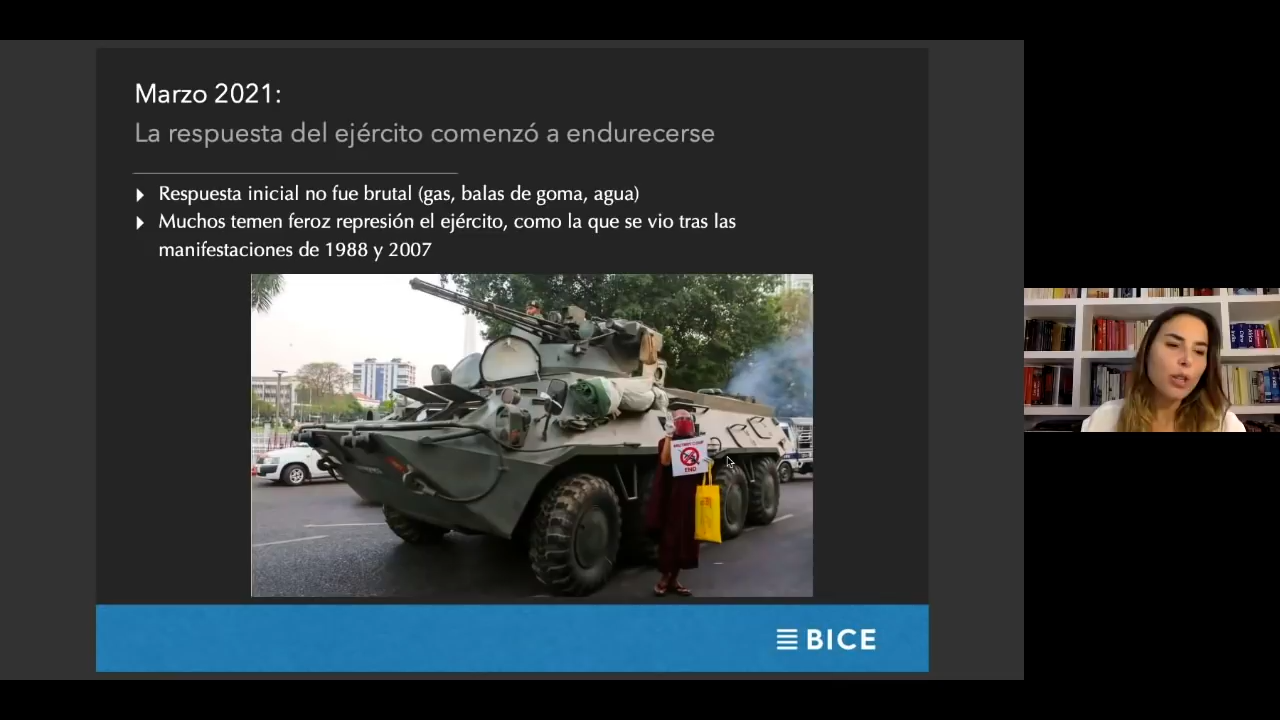 Marzo 2021:
La respuesta del ejército comenzó a endurecerse
Respuesta inicial no fue brutal (gas, balas de goma, agua)
Muchos temen feroz represión el ejército, como la que se vio tras las
manifestaciones de 1988 y 2007
BICE